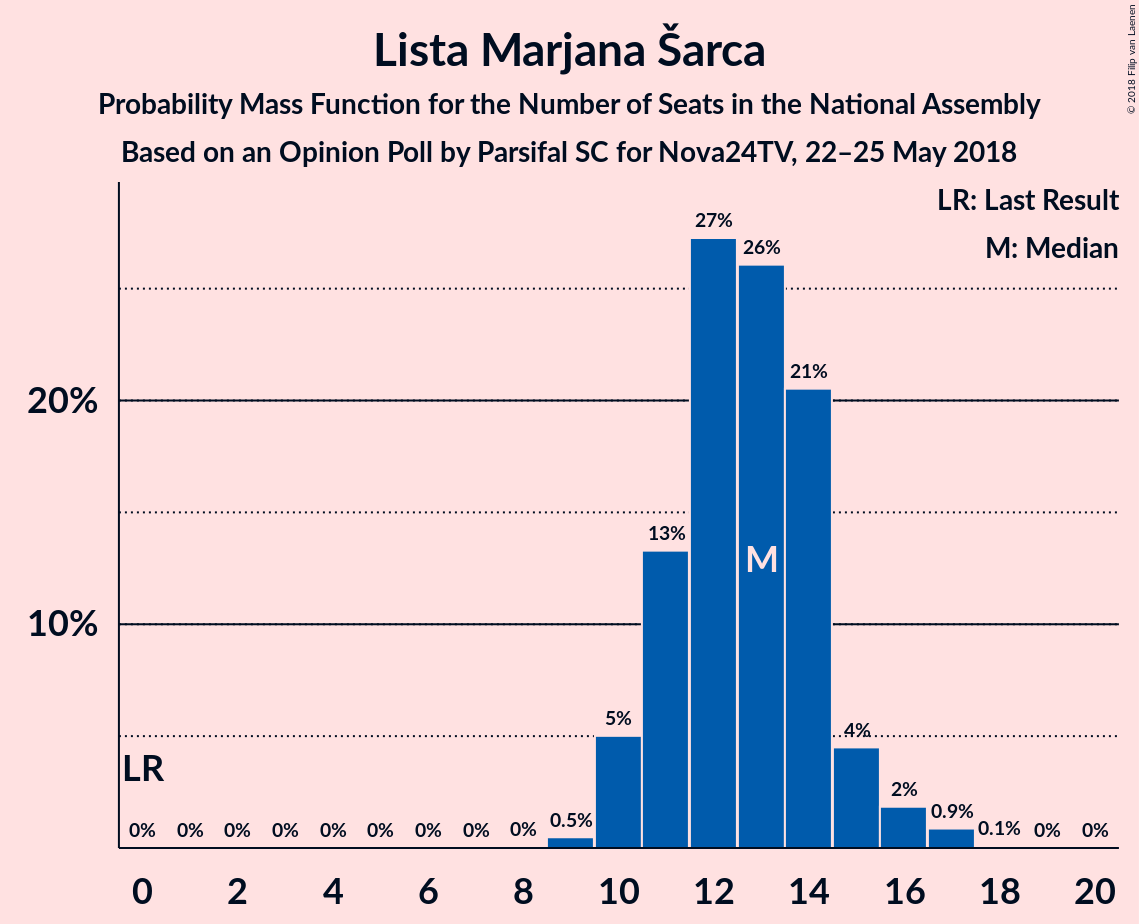 Lista Marjana Šarca
Probability Mass Function for the Number of Seats in the National Assembly
Based on an Opinion Poll by Parsifal SC for Nova24TV, 22–25 May 2018
© 2018 Filip van Laenen
LR: Last Result
M: Median
20%
10%
LR
0%
0%
0%
0%
0%
0%
0%
0%
0%
0.5%
5%
13%
27%
26%
21%
4%
2%
0.9%
0.1%
0%
0%
M
0 2 4 6 8 10 12 14 16 18 20